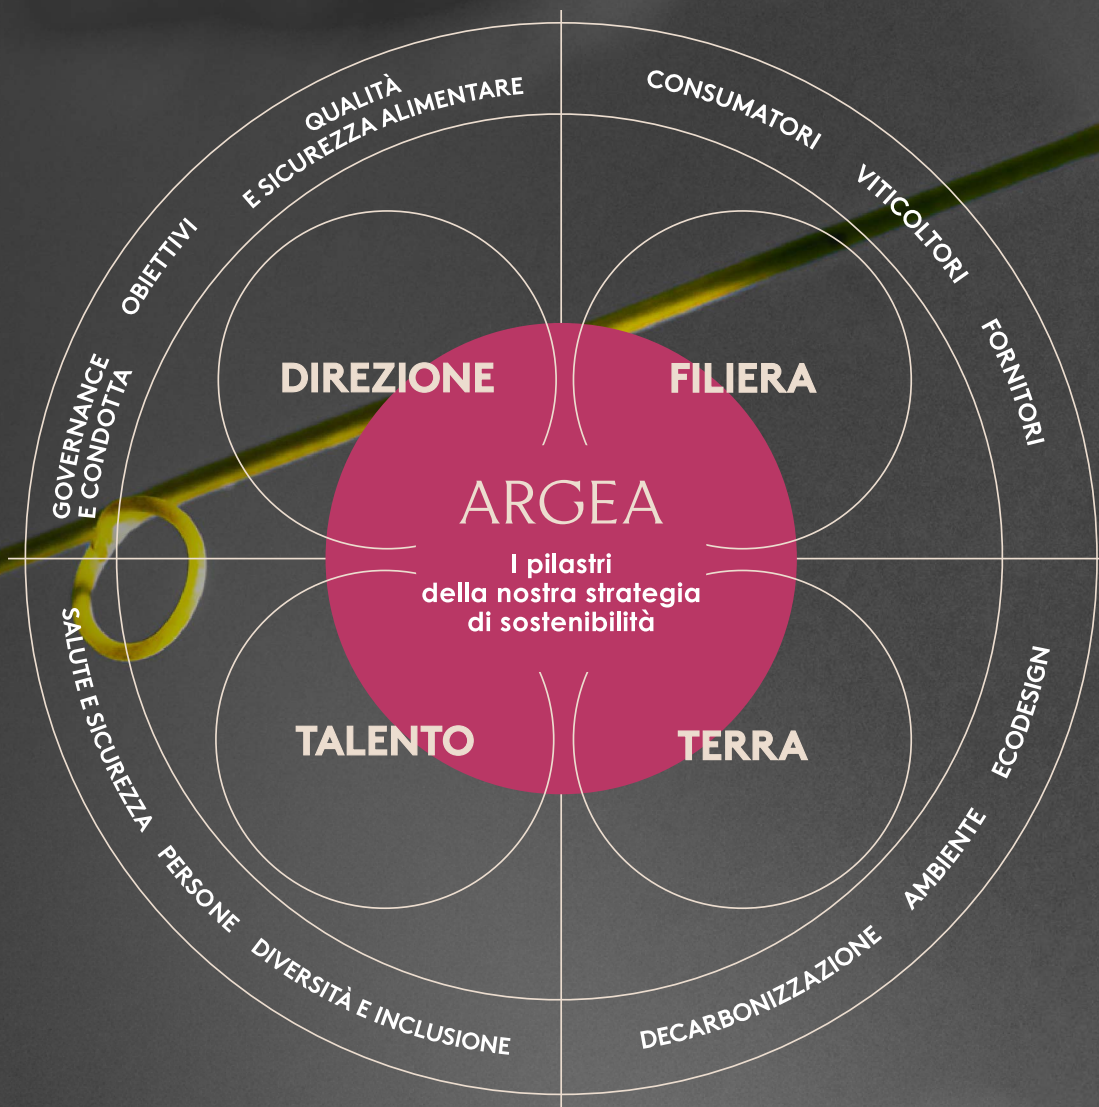 QUALITÀ
E SICUREZZA ALIMENTARE
OBIETTIVI
GOVERNANCE
E CONDOTTA
CONSUMATORI
VITICOLTORI
FORNITORI
DIREZIONE
FILIERA
ARGEA
I pilastri
della nostra strategia
di sostenibilità
TALENTO
TERRA
SALUTE E SICUREZZA
PERSONE
DIVERSITÀ E INCLUSIONE
ECODESIGN
AMBIENTE
DECARBONIZZAZIONE